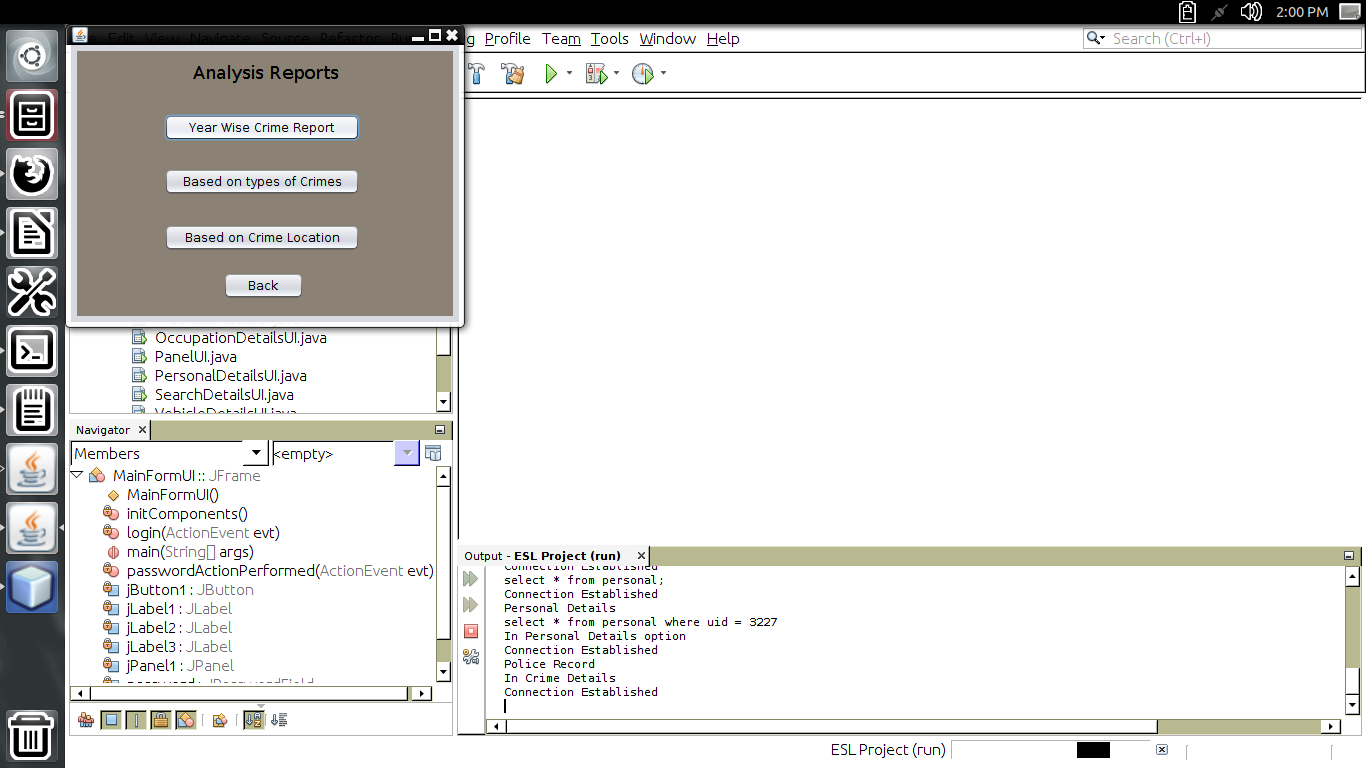 2:00 PM
Profile Team Tools Window Help
Search (Ctrl+I)
Analysis Reports
Year Wise Crime Report
Based on types of Crimes
Based on Crime Location
Back
OccupationDetailsUI.java
PanelUI.java
PersonalDetailsUI.java
SearchDetailsUI.java
VehicleDetailsUI.java
Navigator
Members
<empty>
MainFormUI :: JFrame
MainFormUI()
initComponents()
login(ActionEvent evt)
main(String[] args)
passwordActionPerformed(ActionEvent evt)
jButton1 : JButton
jLabel1 : JLabel
jLabel2 : JLabel
jLabel3 : JLabel
jPanel1 : JPanel
password : JPasswordField
Output - ESL Project (run)
Connection Established
select * from personal;
Connection Established
Personal Details
select * from personal where uid = 3227
In Personal Details option
Connection Established
Police Record
In Crime Details
Connection Established
ESL Project (run)